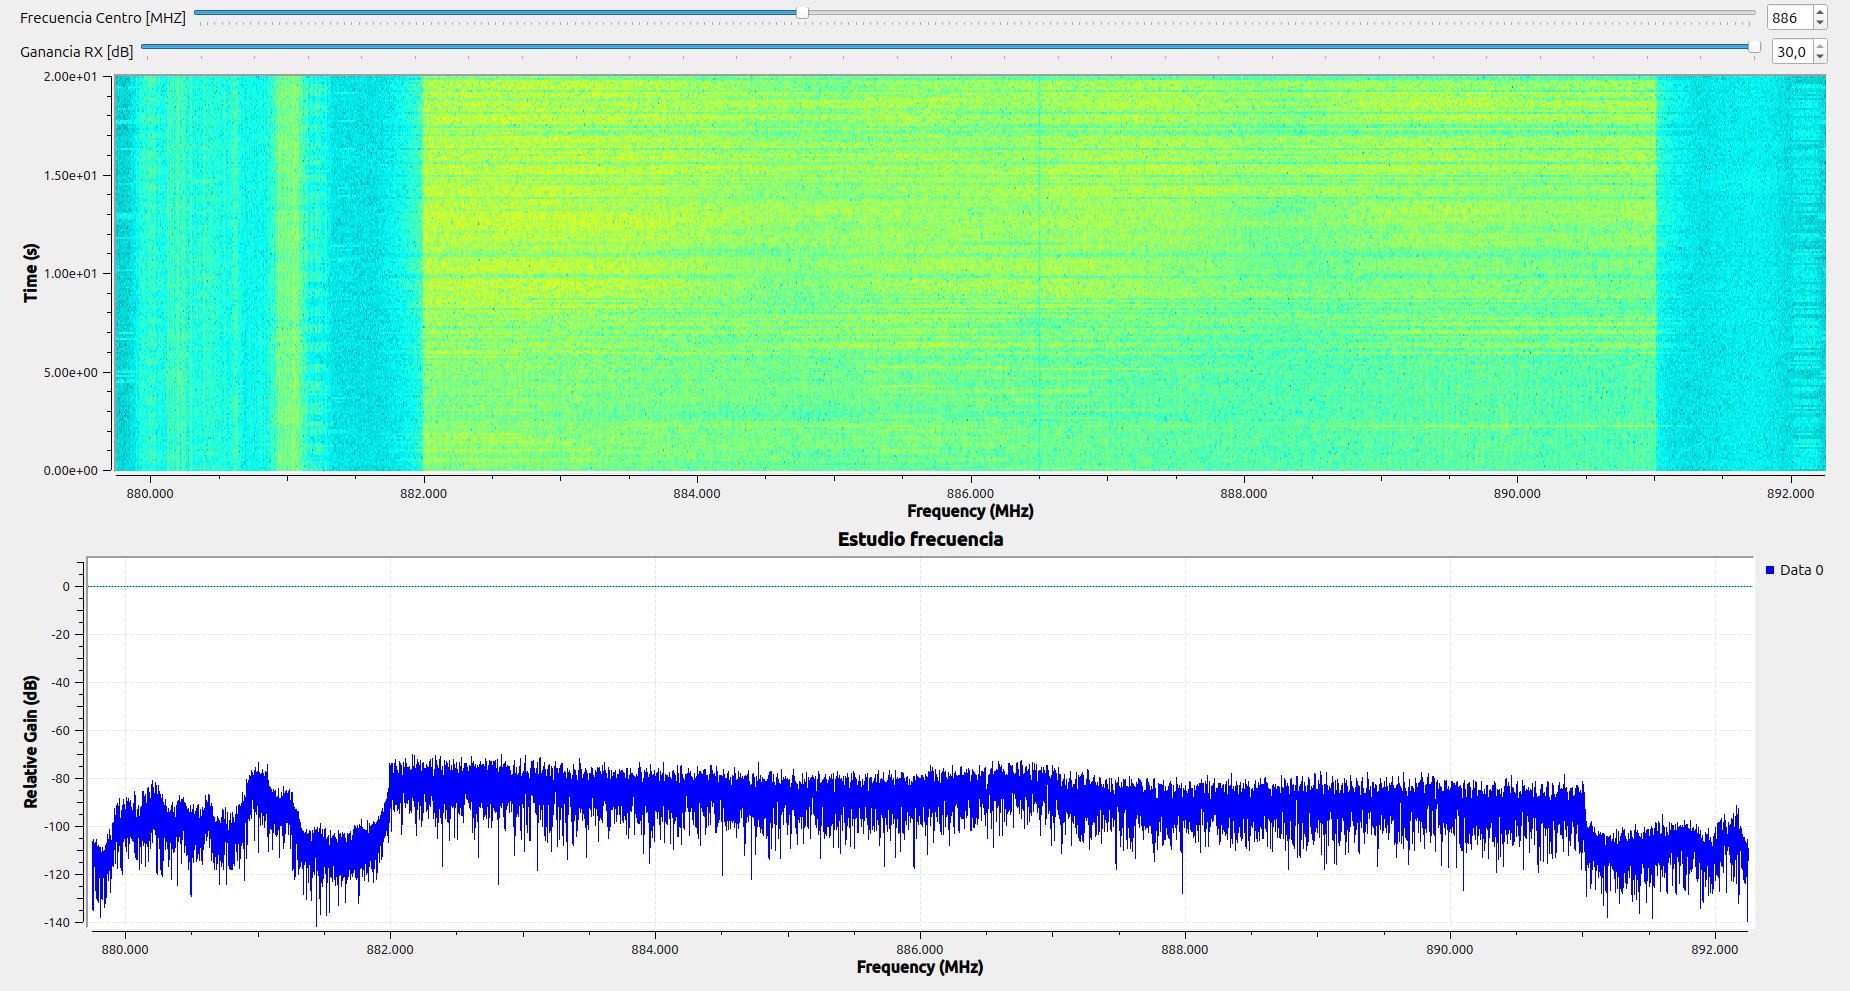 Frecuencia Centro [MHZ] 886
Ganancia RX [dB] 30,0
2.00e+01
1.50e+01
1.00e+01
5.00e+00
0.00e+00
Time (s)
880.000 882.000 884.000 886.000 888.000 890.000 892.000
Frequency (MHz)
Estudio frecuencia
Data 0
0
-20
-40
-60
-80
-100
-120
-140
Relative Gain (dB)
880.000 882.000 884.000 886.000 888.000 890.000 892.000
Frequency (MHz)